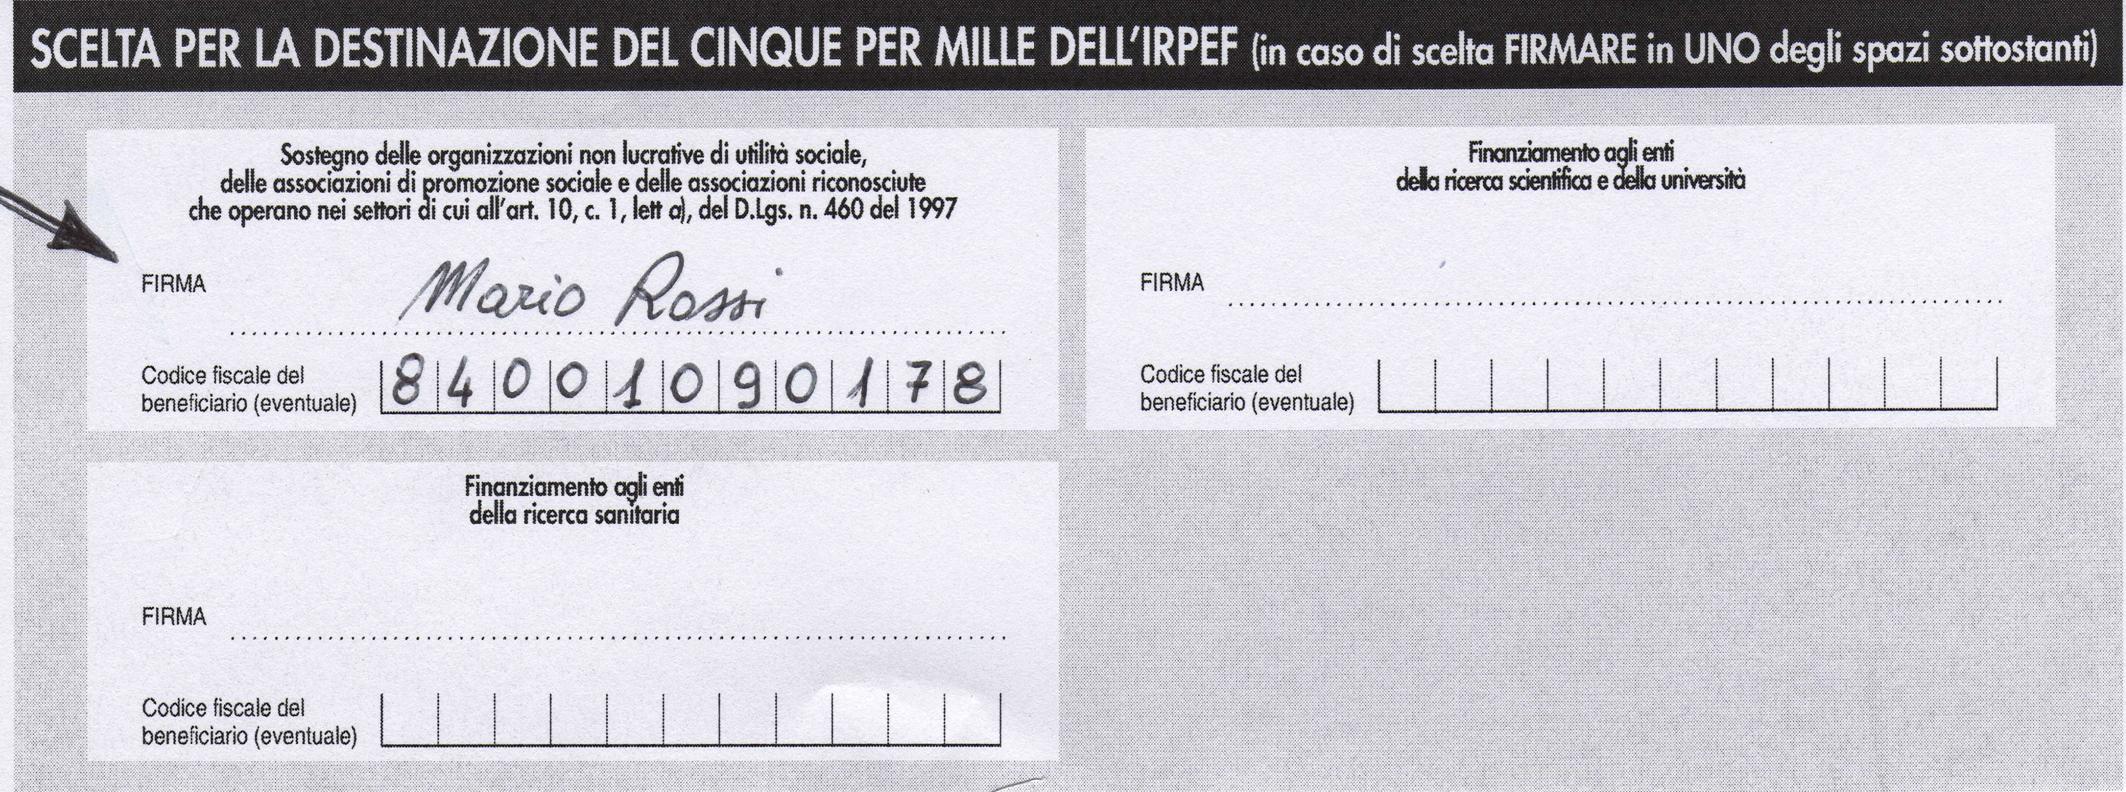 SCELTA PER LA DESTINAZIONE DEL CINQUE PER MILLE DELL'IRPEF (in caso di scelta FIRMARE in UNO degli spazi sottostanti)
Sostegno delle organizzazioni non lucrative di utilità sociale,
delle associazioni di promozione sociale e delle associazioni riconosciute
che operano nei settori di cui all'art. 10, c. 1, lett a), del D.Lgs. n. 460 del 1997
FIRMA Mario Rossi
Codice fiscale del
beneficiario (eventuale) 84001090178
Finanziamento agli enti
della ricerca scientifica e della università
FIRMA
Codice fiscale del
beneficiario (eventuale)
Finanziamento agli enti
della ricerca sanitaria
FIRMA
Codice fiscale del
beneficiario (eventuale)